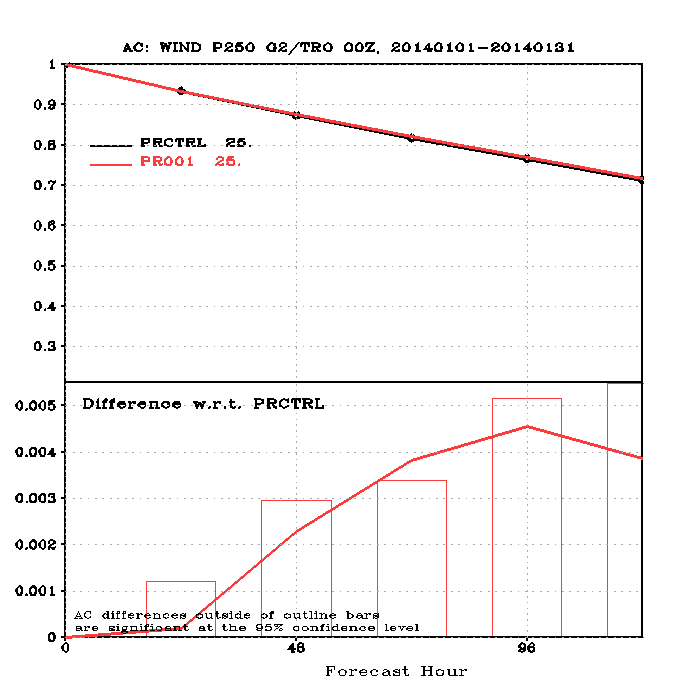 AC: WIND P250 G2/TRO 00Z, 20140101-20140131
1
0.9
0.8
0.7
0.6
0.5
0.4
0.3
PRCTRL 25.
PR001 25.
Difference w.r.t. PRCTRL
0.005
0.004
0.003
0.002
0.001
0
AC differences outside of outline bars
are significant at the 95% confidence level
0 48 96
Forecast Hour